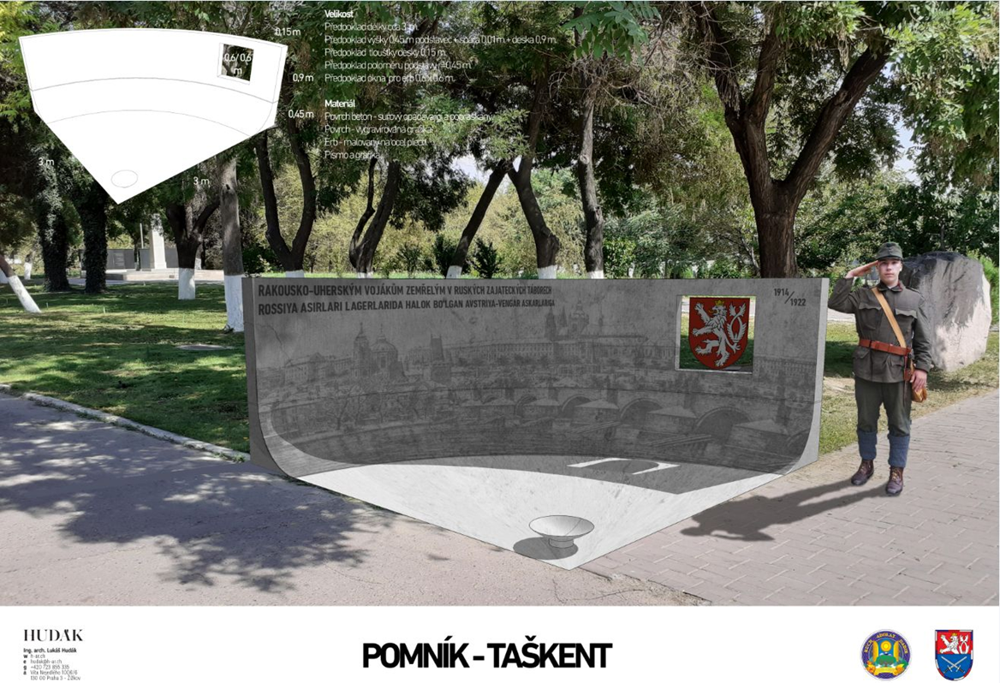 0,15 m
0,6/0,6
m
0,9 m
0,45 m
3 m
3 m
Velikost
Předpoklad délky cca 3 m.
Předpoklad výšky 0,45 m podstavec + spára 0,01 m + deska 0,9 m.
Předpoklad tloušťky desky 0,15 m.
Předpoklad poloměru podstavy r=0,45 m.
Předpoklad okna pro erb 0,6 x 0,6 m.
Materiál
Povrch beton - surový opadávající a popraskaný.
Povrch - vygravírovaná grafika.
Erb - malovaný na ocel. plech.
Písmo a grafika.
RAKOUSKO-UHERSKÝM VOJÁKŮM ZEMŘELÝM V RUSKÝCH ZAJATECKÝCH TÁBORECH
ROSSIYA ASIRLARI LAGERLARIDA HALOK BO'LGAN AVSTRIYA-VENGAR ASKARLARIGA
1914/1922
HUDÁK
Ing. arch. Lukáš Hudák
w h-ar.ch
e hudak@h-ar.ch
+420 723 855 335
a Víta Nejedlého 1006/6
130 00 Praha 3 - Žižkov
POMNÍK - TAŠKENT